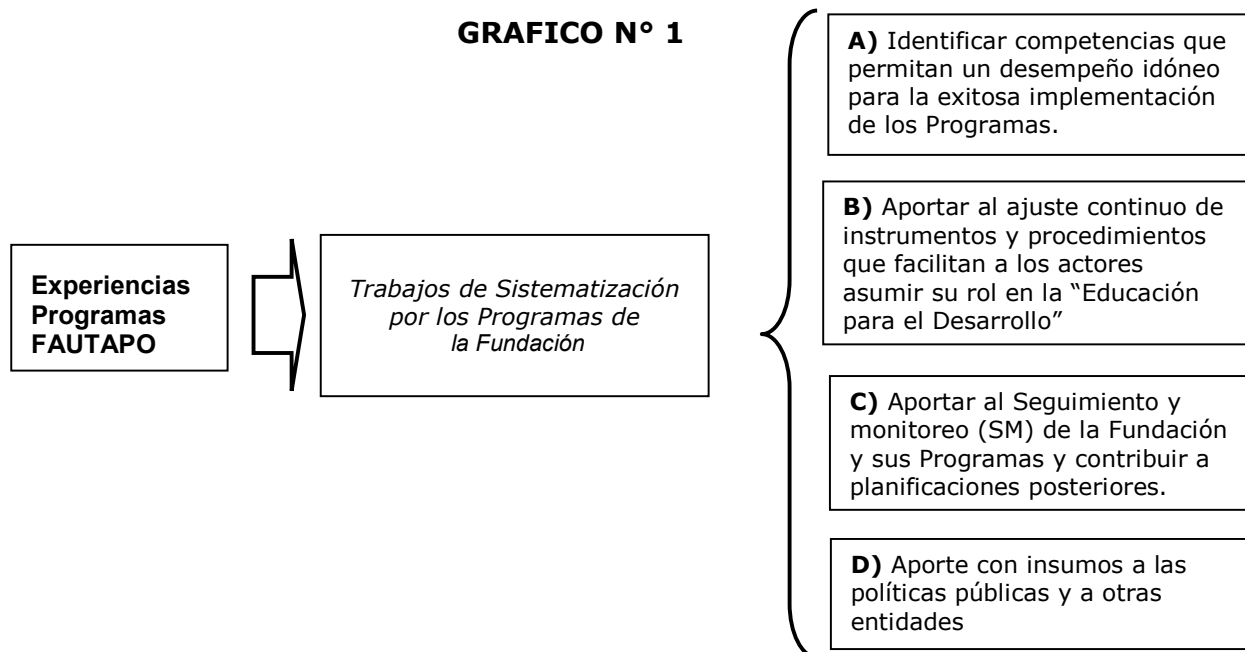 GRAFICO N° 1
Experiencias
Programas
FAUTAPO
Trabajos de Sistematización
por los Programas de
la Fundación
A) Identificar competencias que
permitan un desempeño idóneo
para la exitosa implementación
de los Programas.
B) Aportar al ajuste continuo de
instrumentos y procedimientos
que facilitan a los actores
asumir su rol en la “Educación
para el Desarrollo”
C) Aportar al Seguimiento y
monitoreo (SM) de la Fundación
y sus Programas y contribuir a
planificaciones posteriores.
D) Aporte con insumos a las
políticas públicas y a otras
entidades